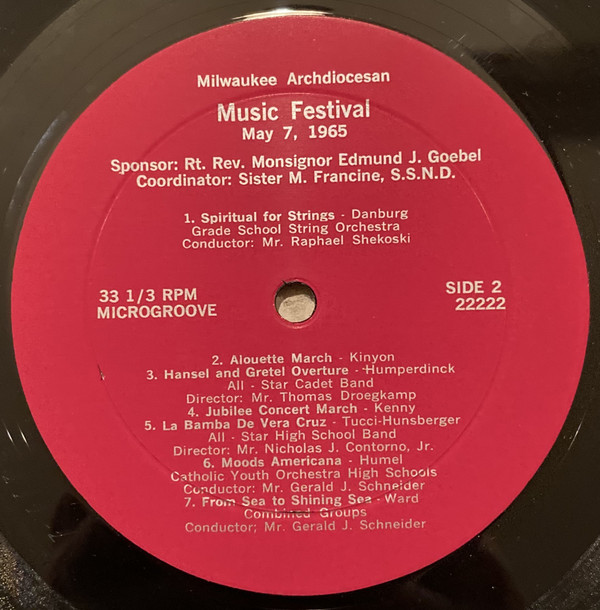 Milwaukee Archdiocesan
Music Festival
May 7, 1965
Sponsor: Rt. Rev. Monsignor Edmund J. Goebel
Coordinator: Sister M. Francine, S.S.N.D.
1. Spiritual for Strings - Danburg
Grade School String Orchestra
Conductor: Mr. Raphael Shekoski
33 1/3 RPM
MICROGROOVE
SIDE 2
22222
2. Alouette March - Kinyon
3. Hansel and Gretel Overture - Humperdinck
All - Star Cadet Band
Director: Mr. Thomas Droegkamp
4. Jubilee Concert March - Kenny
5. La Bamba De Vera Cruz - Tucci-Hunsberger
All - Star High School Band
Director: Mr. Nicholas J. Contorno, Jr.
6. Moods Americana - Humel
Catholic Youth Orchestra High Schools
Conductor: Mr. Gerald J. Schneider
7. From Sea to Shining Sea - Ward
Combined Groups
Conductor; Mr. Gerald J. Schneider